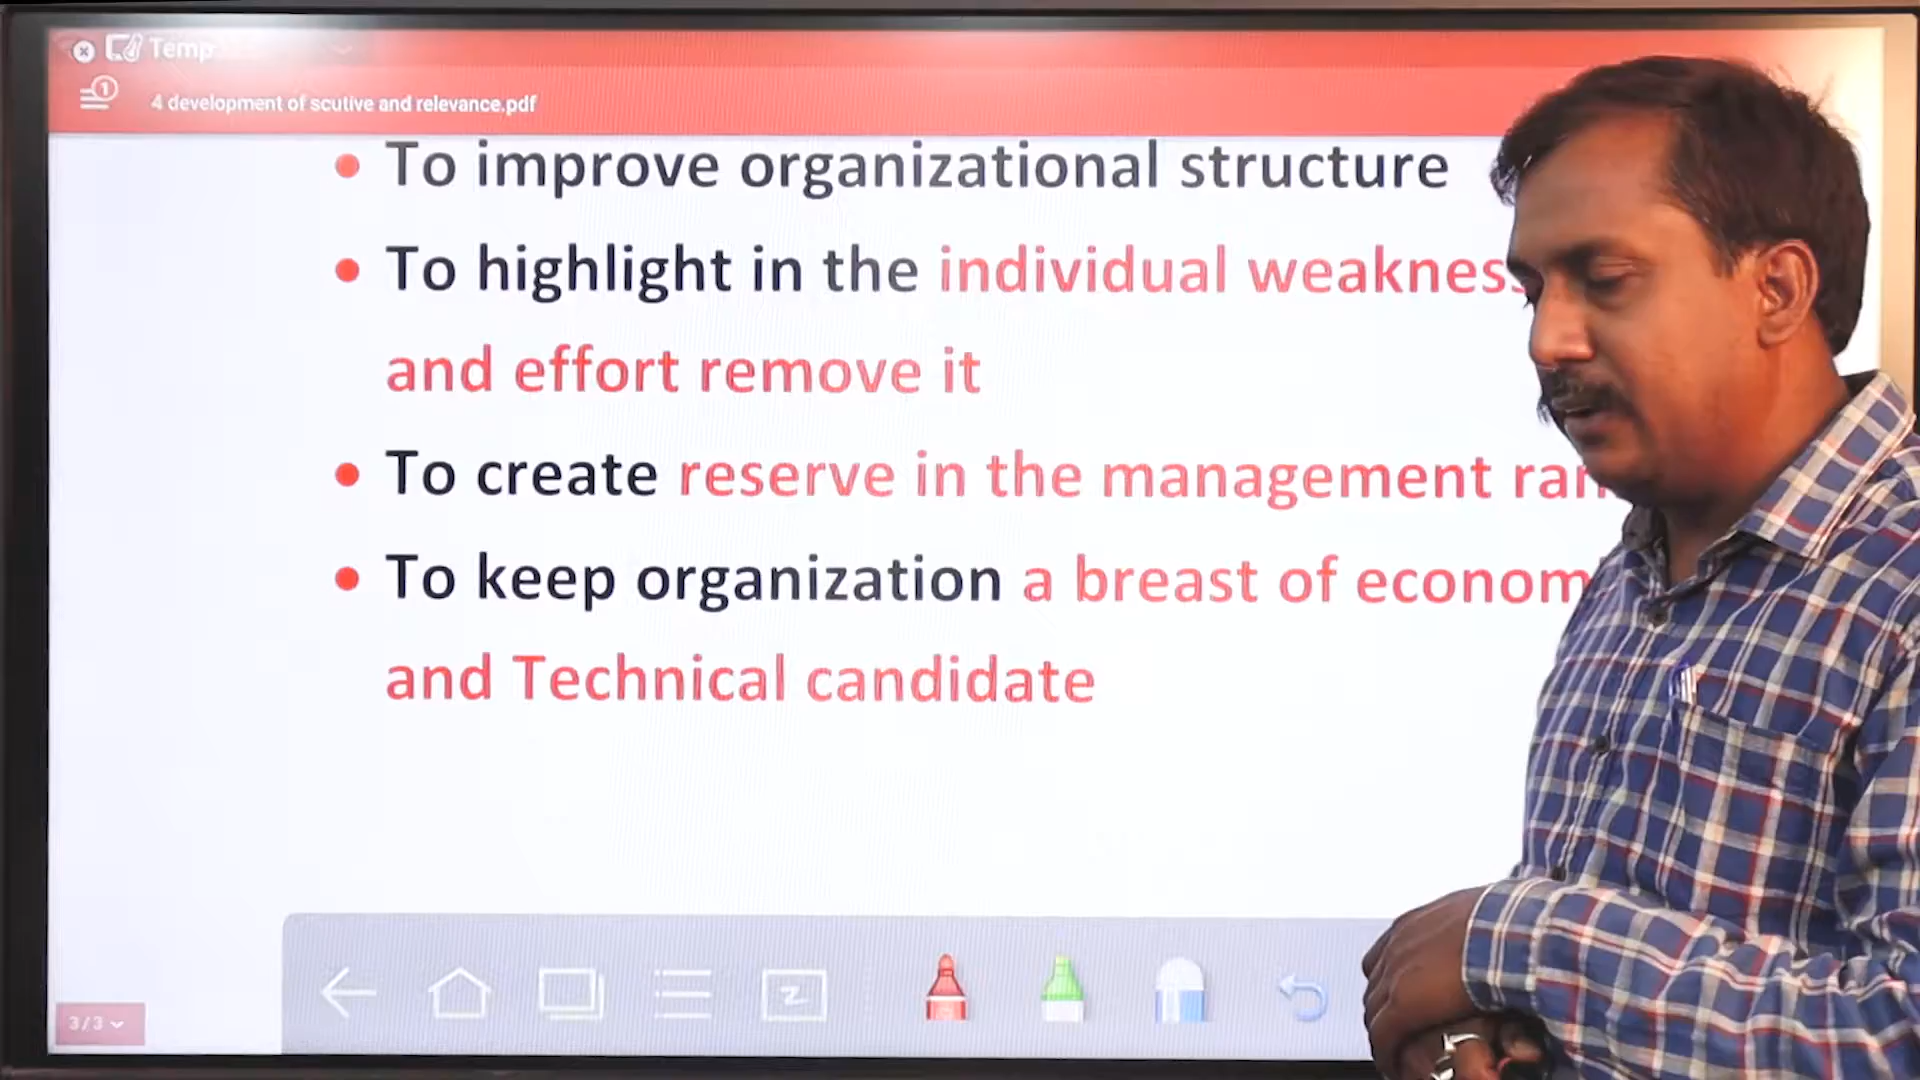 Temp
1
4 development of scutive and relevance.pdf
• To improve organizational structure
• To highlight in the individual weakness
and effort remove it
• To create reserve in the management
• To keep organization a breast of
and Technical candidate
3/3